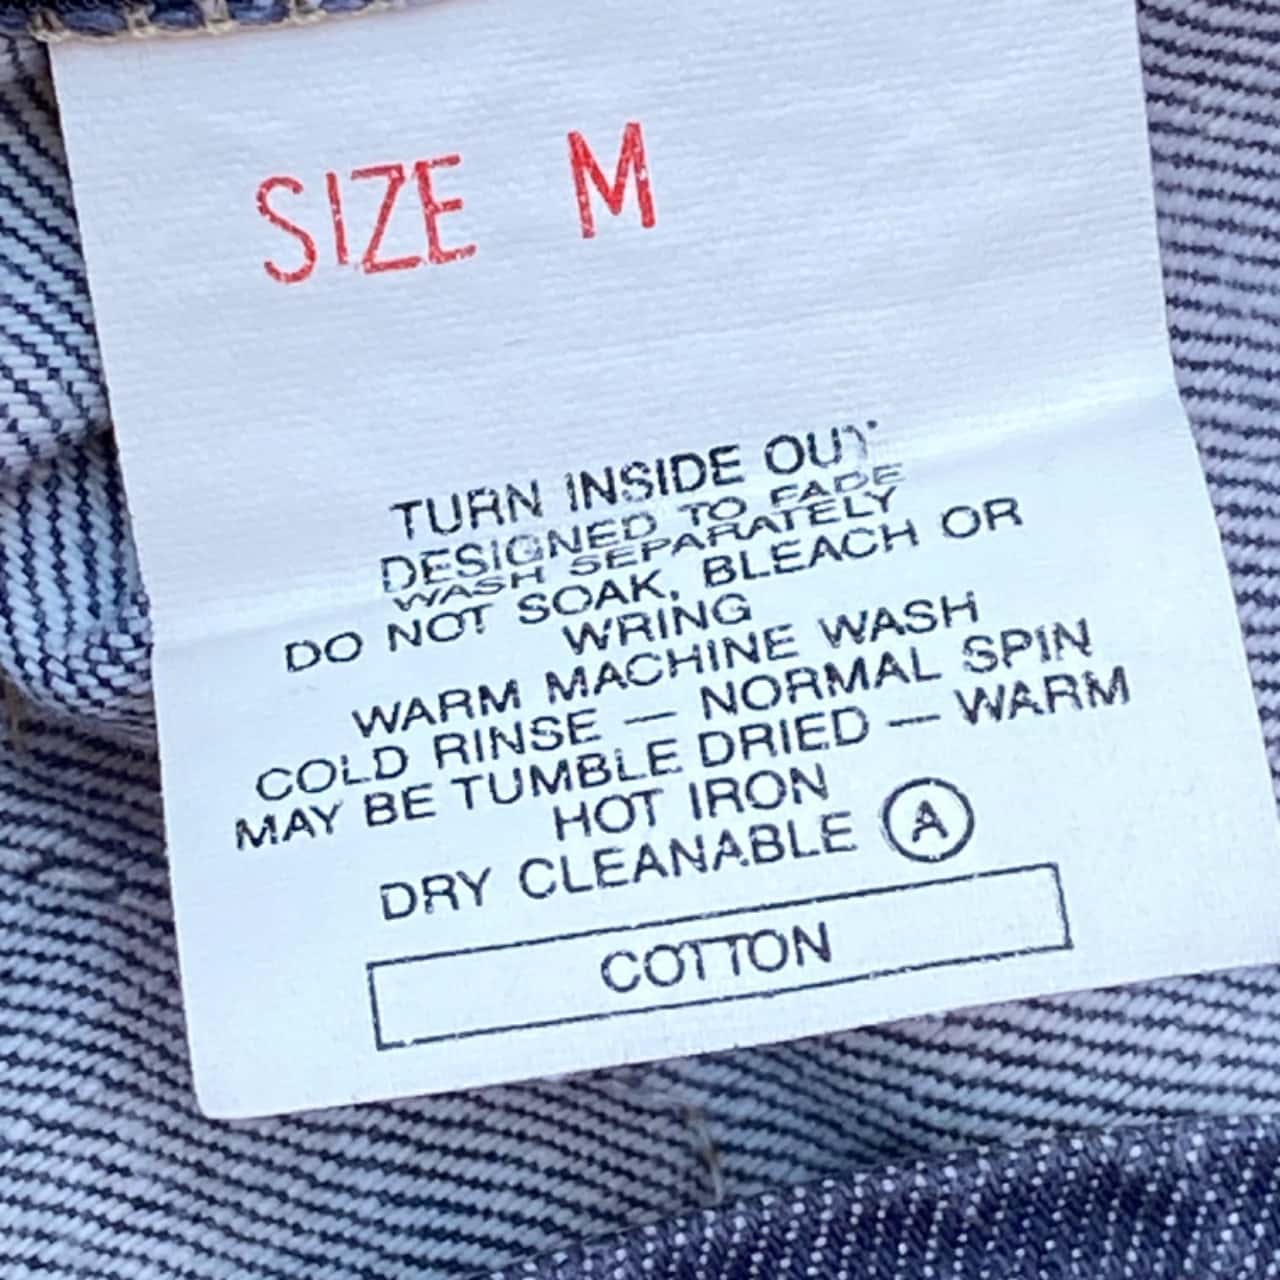 SIZE M
TURN INSIDE OUT
DESIGNED TO FADE
WASH SEPARATELY
DO NOT SOAK, BLEACH OR
WRING
WARM MACHINE WASH
COLD RINSE — NORMAL SPIN
MAY BE TUMBLE DRIED — WARM
HOT IRON
DRY CLEANABLE Ⓐ
COTTON